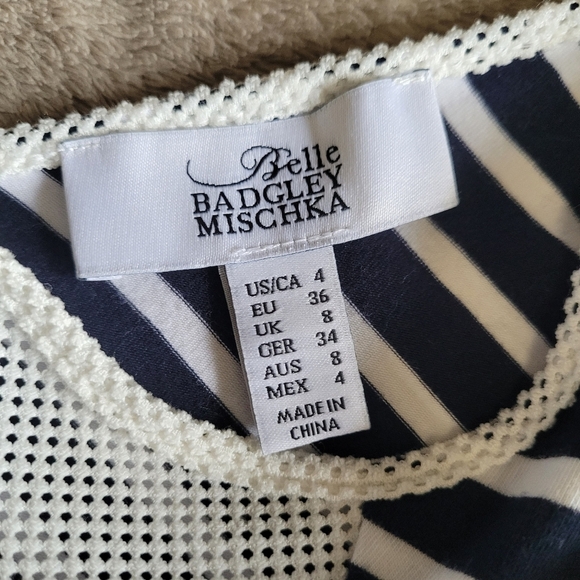 Belle
BADGLEY
MISCHKA
US/CA 4
EU 36
UK 8
GER 34
AUS 8
MEX 4
MADE IN
CHINA